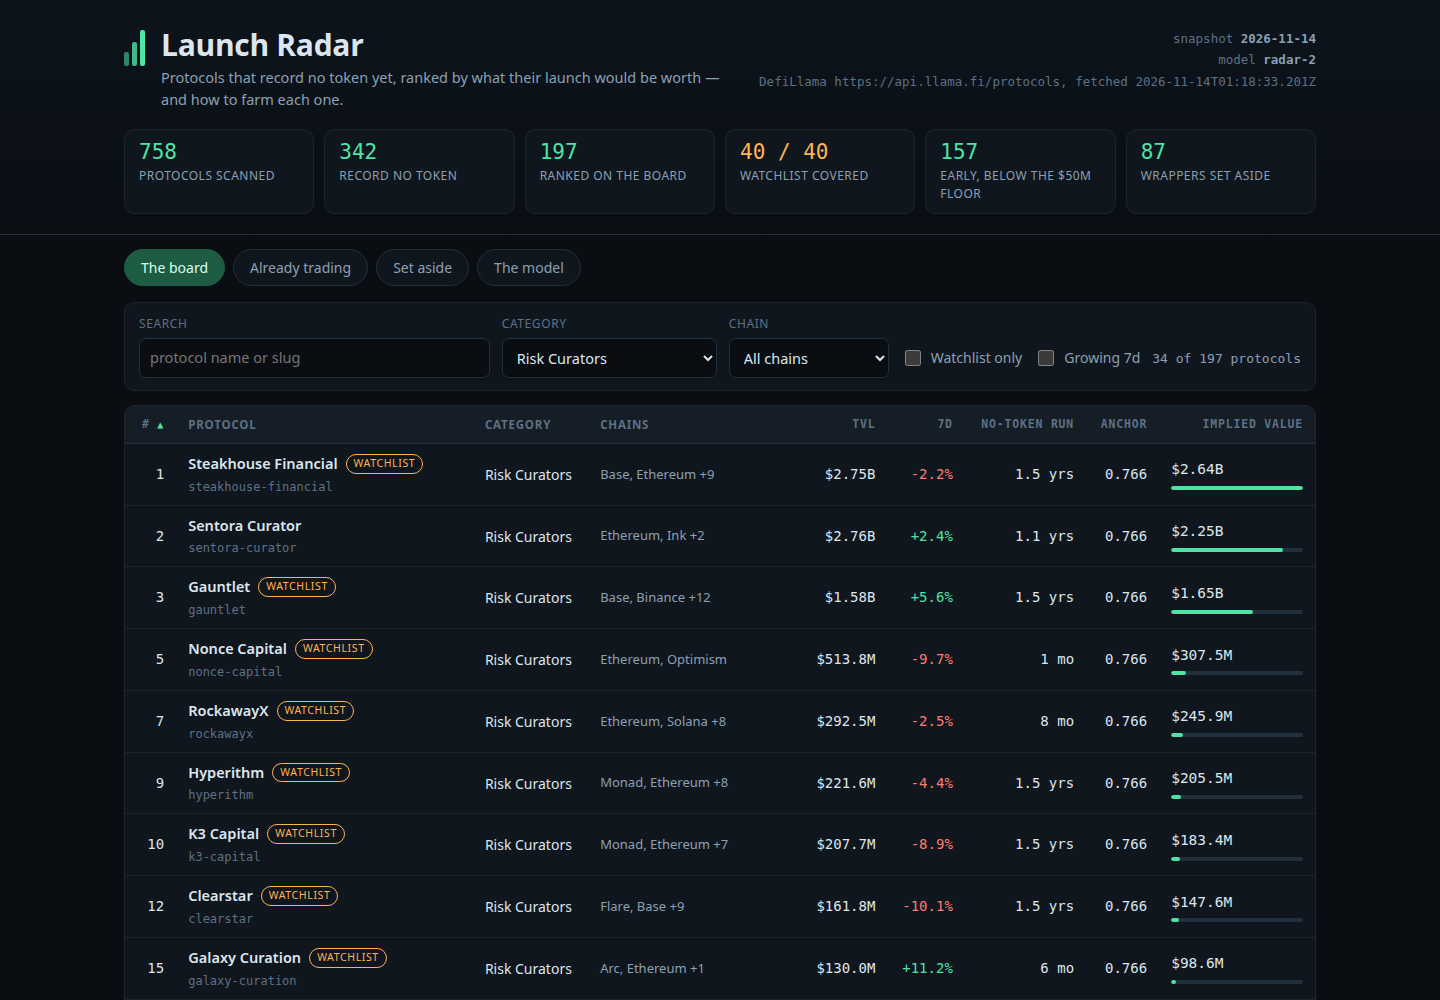 Launch Radar
Protocols that record no token yet, ranked by what their launch would be worth —
and how to farm each one.
snapshot 2026-11-14
model radar-2
DefiLlama https://api.llama.fi/protocols, fetched 2026-11-14T01:18:33.201Z
758
PROTOCOLS SCANNED
342
RECORD NO TOKEN
197
RANKED ON THE BOARD
40 / 40
WATCHLIST COVERED
157
EARLY, BELOW THE $50M
FLOOR
87
WRAPPERS SET ASIDE
The board Already trading Set aside The model
SEARCH CATEGORY CHAIN
protocol name or slug Risk Curators All chains Watchlist only Growing 7d 34 of 197 protocols
# ▲ PROTOCOL CATEGORY CHAINS TVL 7D NO-TOKEN RUN ANCHOR IMPLIED VALUE
1 Steakhouse Financial WATCHLIST Risk Curators Base, Ethereum +9 $2.75B -2.2% 1.5 yrs 0.766 $2.64B
steakhouse-financial
2 Sentora Curator Risk Curators Ethereum, Ink +2 $2.76B +2.4% 1.1 yrs 0.766 $2.25B
sentora-curator
3 Gauntlet WATCHLIST Risk Curators Base, Binance +12 $1.58B +5.6% 1.5 yrs 0.766 $1.65B
gauntlet
5 Nonce Capital WATCHLIST Risk Curators Ethereum, Optimism $513.8M -9.7% 1 mo 0.766 $307.5M
nonce-capital
7 RockawayX WATCHLIST Risk Curators Ethereum, Solana +8 $292.5M -2.5% 8 mo 0.766 $245.9M
rockawayx
9 Hyperithm WATCHLIST Risk Curators Monad, Ethereum +8 $221.6M -4.4% 1.5 yrs 0.766 $205.5M
hyperithm
10 K3 Capital WATCHLIST Risk Curators Monad, Ethereum +7 $207.7M -8.9% 1.5 yrs 0.766 $183.4M
k3-capital
12 Clearstar WATCHLIST Risk Curators Flare, Base +9 $161.8M -10.1% 1.5 yrs 0.766 $147.6M
clearstar
15 Galaxy Curation WATCHLIST Risk Curators Arc, Ethereum +1 $130.0M +11.2% 6 mo 0.766 $98.6M
galaxy-curation